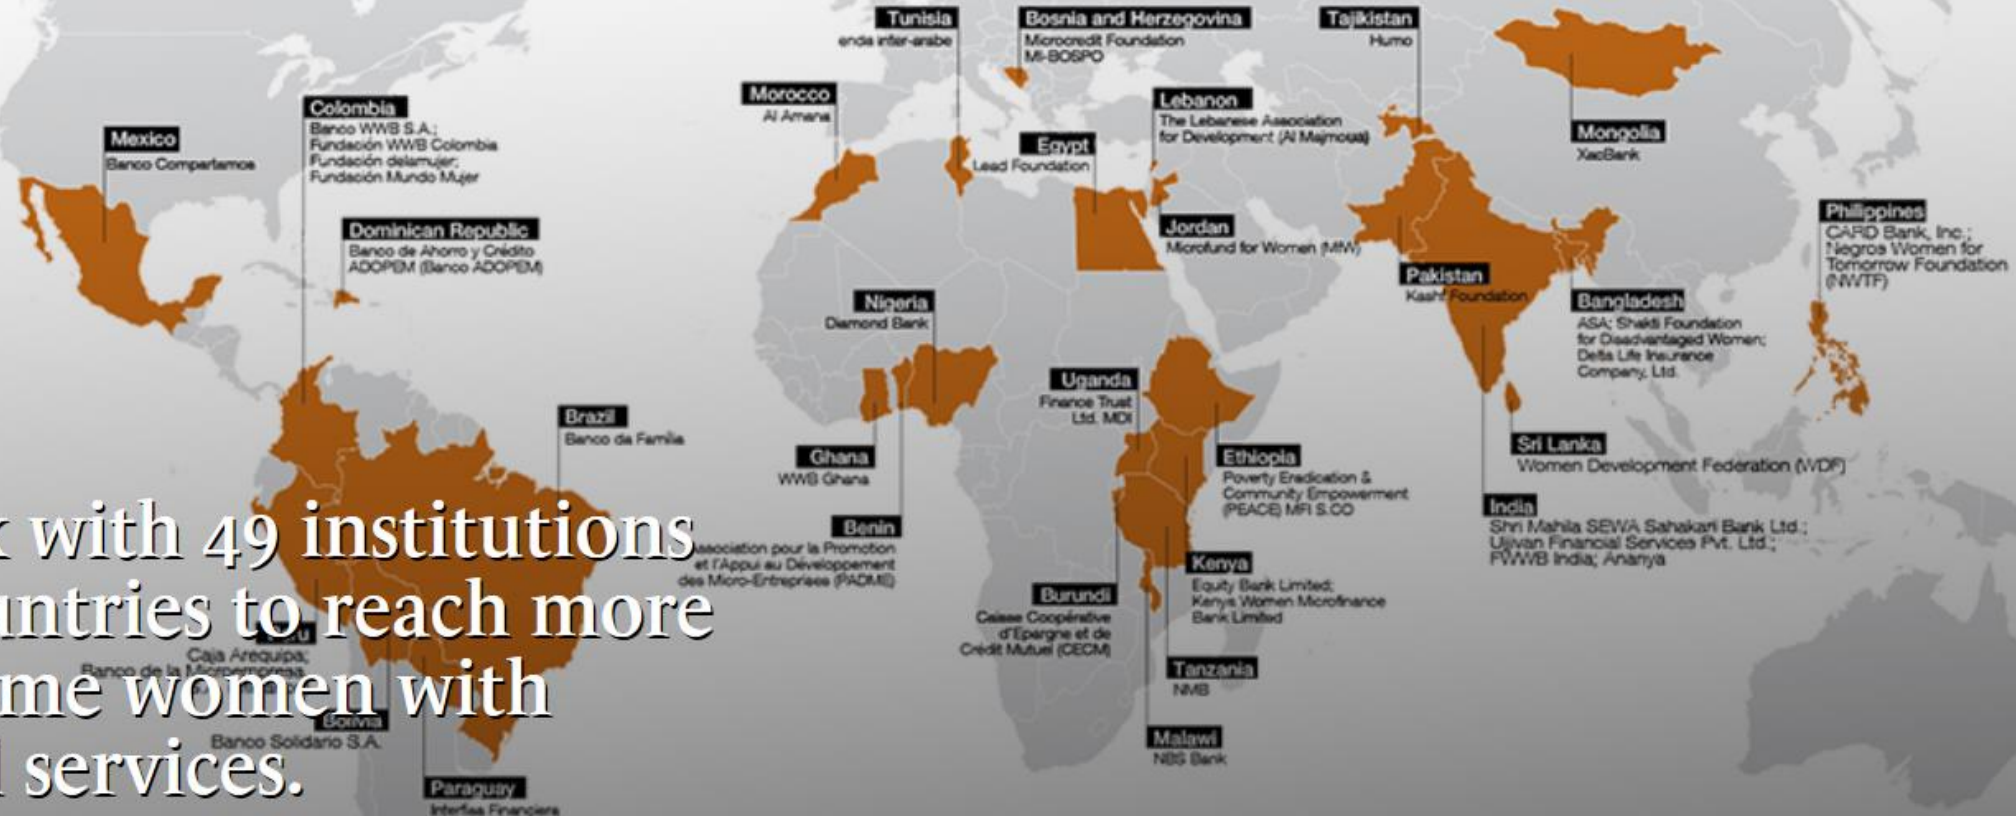 Tunisia
enda inter-arabe
Bosnia and Herzegovina
Microcredit Foundation
MI-BOSPO
Tajikistan
Humo
Morocco
Al Amana
Lebanon
The Lebanese Association
for Development (Al Majmoua)
Egypt
Lead Foundation
Mongolia
XacBank
Colombia
Banco WWB S.A.;
Fundación WWB Colombia
Fundación delamujer;
Fundación Mundo Mujer
Mexico
Banco Compartamos
Dominican Republic
Banco de Ahorro y Crédito
ADOPEM (Banco ADOPEM)
Jordan
Microfund for Women (MfW)
Philippines
CARD Bank, Inc.;
Negros Women for
Tomorrow Foundation
(NWTF)
Pakistan
Kashf Foundation
Bangladesh
ASA; Shakti Foundation
for Disadvantaged Women;
Delta Life Insurance
Company, Ltd.
Nigeria
Diamond Bank
Uganda
Finance Trust
Ltd. MDI
Brazil
Banco da Família
Ghana
WWB Ghana
Ethiopia
Poverty Eradication &
Community Empowerment
(PEACE) MFI S.CO
Sri Lanka
Women Development Federation (WDF)
India
Shri Mahila SEWA Sahakari Bank Ltd.;
Ujjivan Financial Services Pvt. Ltd.;
FWWB India; Ananya
Benin
Association pour la Promotion
et l'Appui au Développement
des Micro-Entreprises (PADME)
Kenya
Equity Bank Limited;
Kenya Women Microfinance
Bank Limited
Burundi
Caisse Coopérative
d'Epargne et de
Crédit Mutuel (CECM)
Tanzania
NMB
Malawi
NBS Bank
with 49 institutions
untries to reach more
me women with
services.
Caja Arequipa;
Banco de la Microempresa
Bolivia
Banco Solidario S.A.
Paraguay
Interfisa Financiera